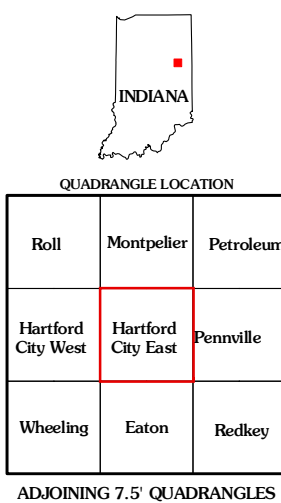 INDIANA
QUADRANGLE LOCATION
Roll
Montpelier
Petroleum
Hartford
City West
Hartford
City East
Pennville
Wheeling
Eaton
Redkey
ADJOINING 7.5' QUADRANGLES